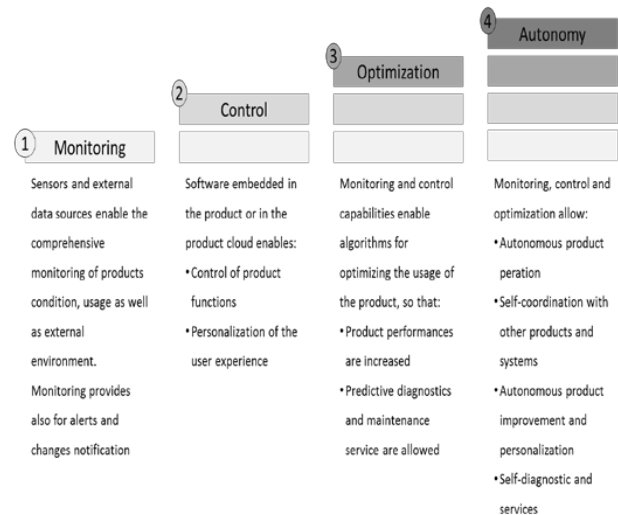 1
Monitoring
Sensors and external
data sources enable the
comprehensive
monitoring of products
condition, usage as well
as external
environment.
Monitoring provides
also for alerts and
changes notification
2
Control
Software embedded in
the product or in the
product cloud enables:
•Control of product
functions
•Personalization of the
user experience
3
Optimization
Monitoring and control
capabilities enable
algorithms for
optimizing the usage of
the product, so that:
•Product performances
are increased
•Predictive diagnostics
and maintenance
service are allowed
4
Autonomy
Monitoring, control and
optimization allow:
•Autonomous product
peration
•Self-coordination with
other products and
systems
•Autonomous product
improvement and
personalization
•Self-diagnostic and
services